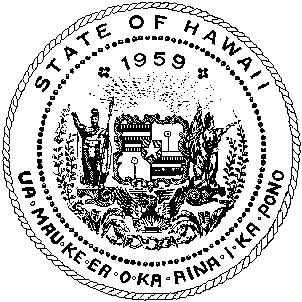 STATE OF HAWAII
1959
UA·MAU·KE·EA·O·KA·AINA·I·KA·PONO